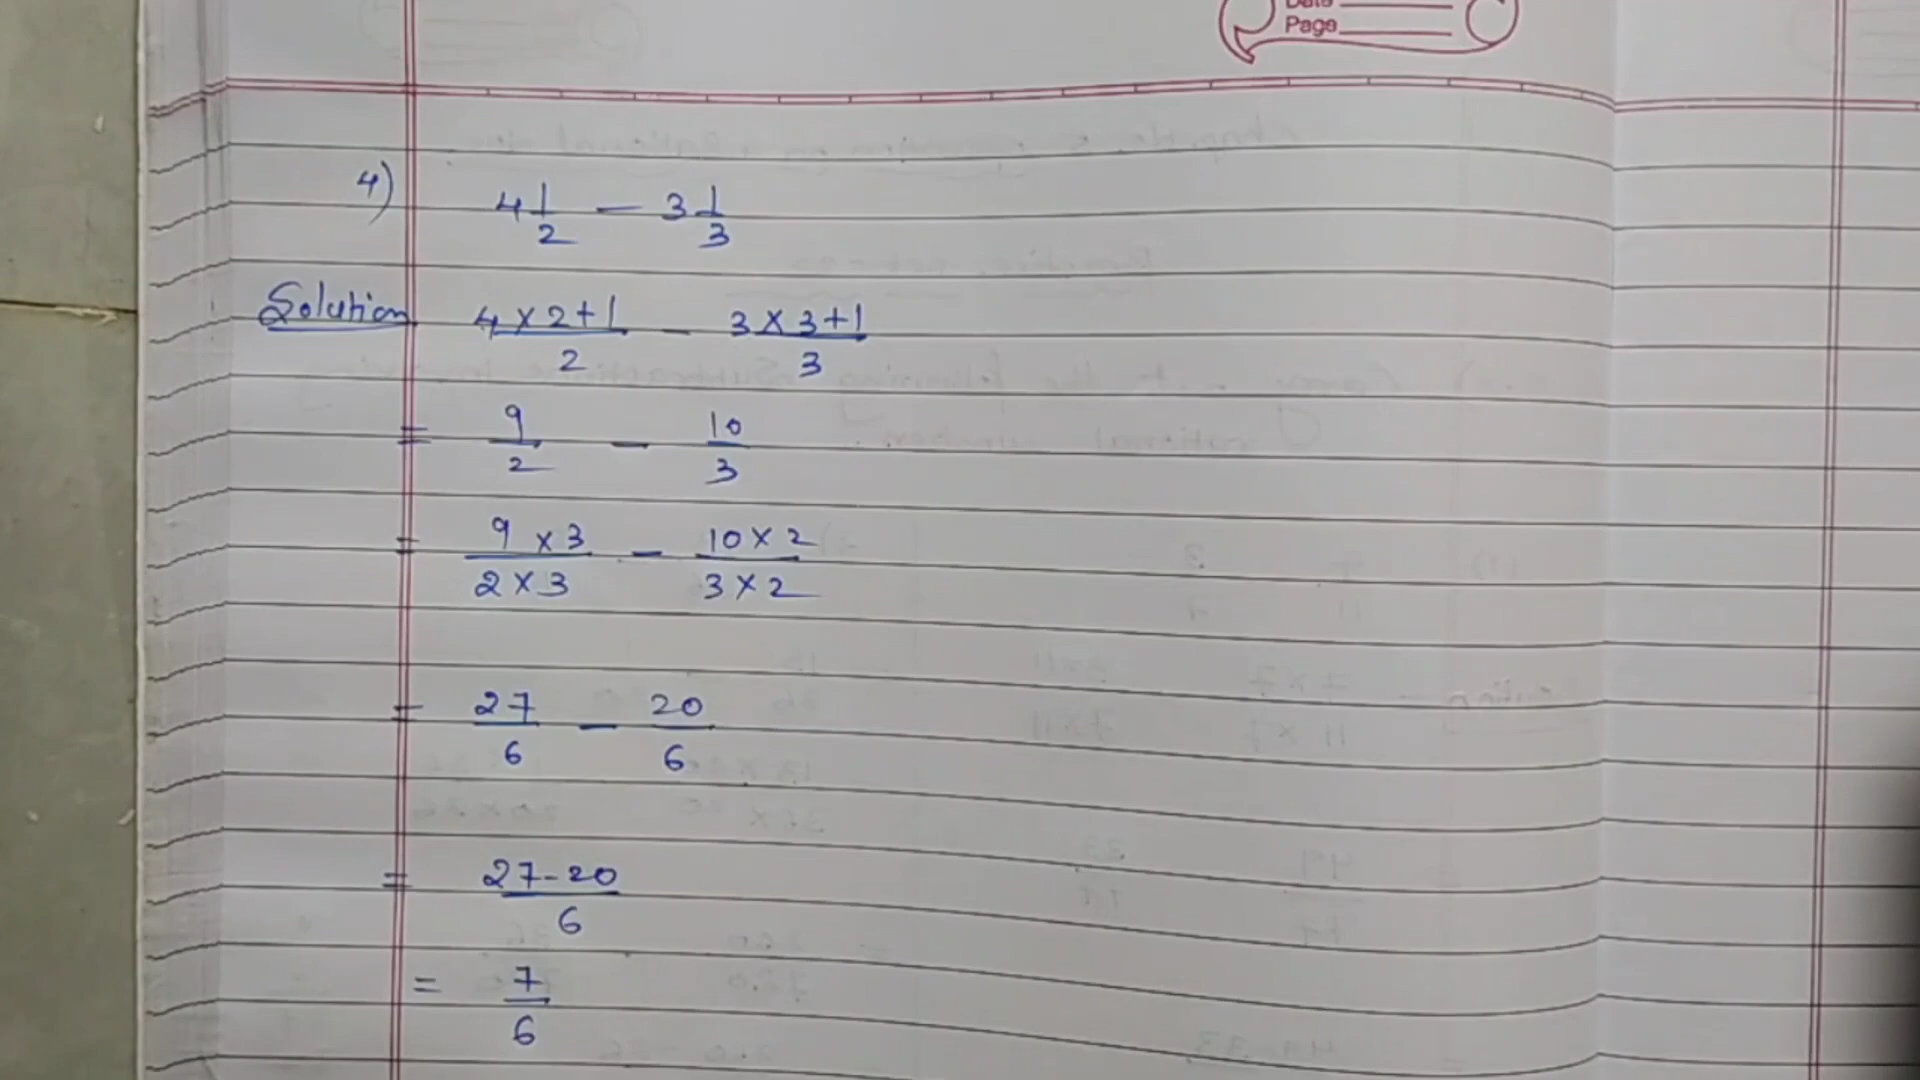 Date
Page
4) 4 1/2 - 3 1/3
Solution 4 × 2 + 1 / 2 - 3 × 3 + 1 / 3
= 9/2 - 10/3
= 9 × 3 / 2 × 3 - 10 × 2 / 3 × 2
= 27/6 - 20/6
= 27 - 20 / 6
= 7/6